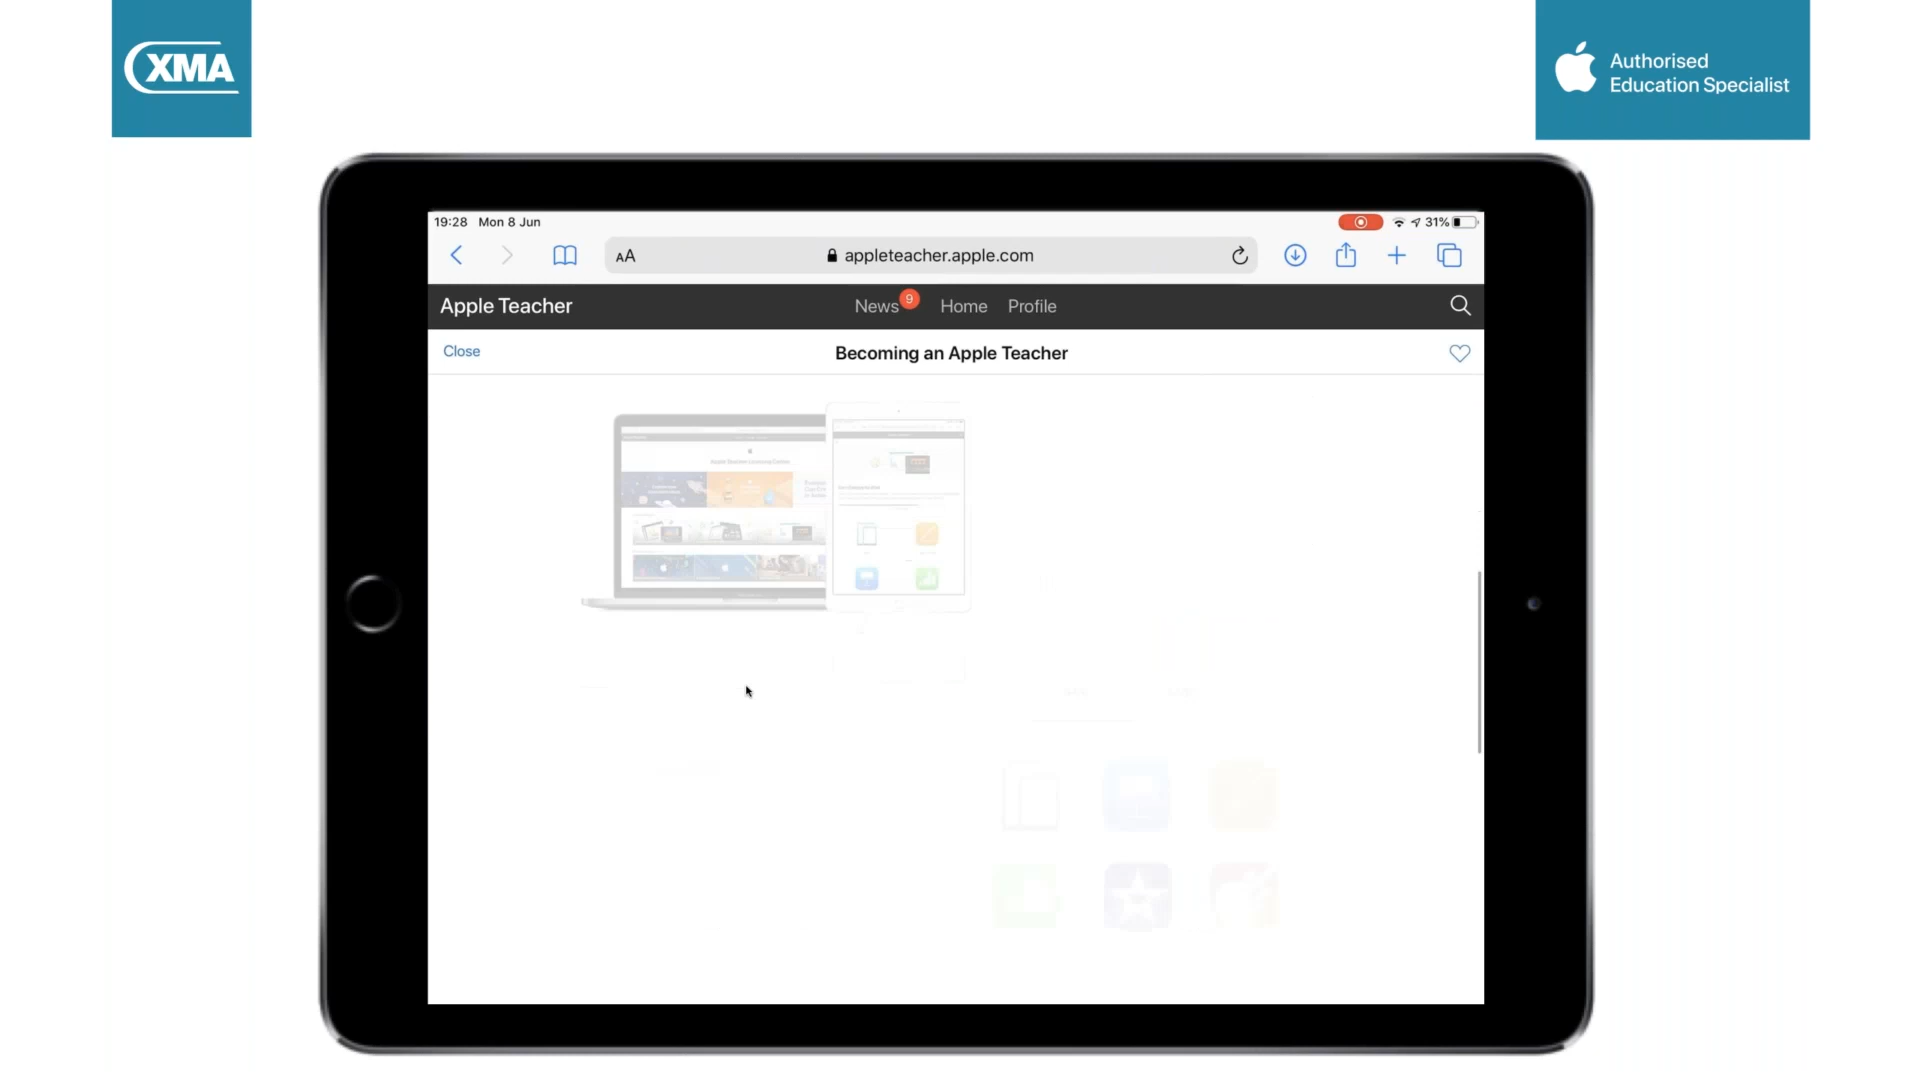 XMA
Authorised
Education Specialist
19:28 Mon 8 Jun
31%
AA
appleteacher.apple.com
Apple Teacher
News 9 Home Profile
Close
Becoming an Apple Teacher